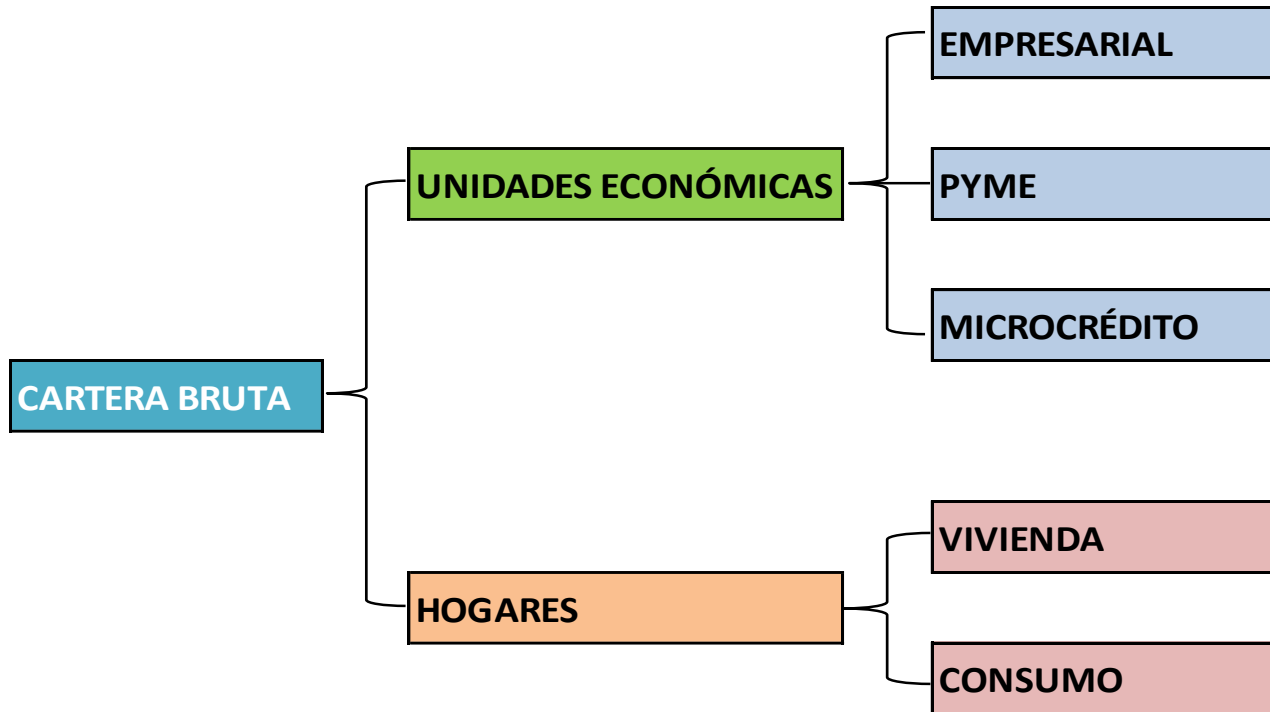 EMPRESARIAL
UNIDADES ECONÓMICAS
PYME
MICROCRÉDITO
CARTERA BRUTA
VIVIENDA
HOGARES
CONSUMO